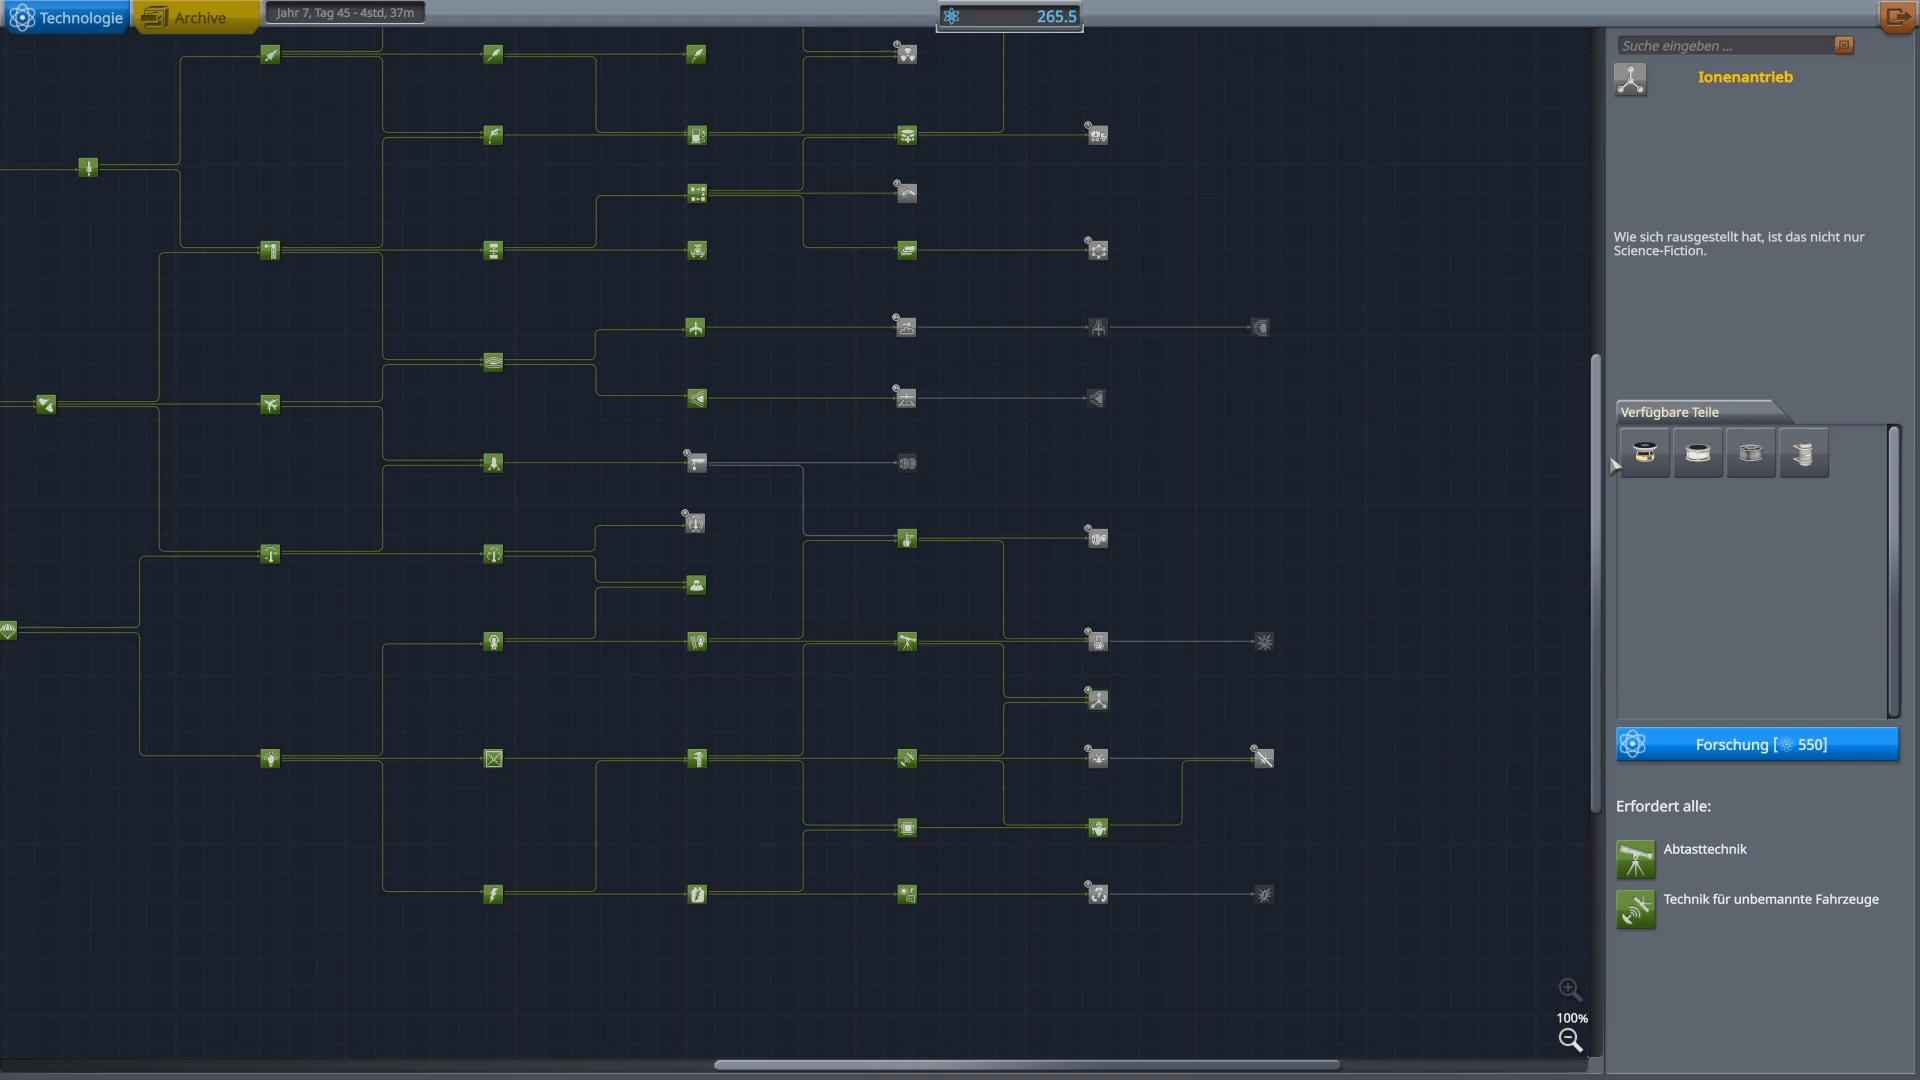 Technologie
Archive
Jahr 7, Tag 45 - 4std, 37m
265.5
Suche eingeben ...
Ionenantrieb
Wie sich rausgestellt hat, ist das nicht nur
Science-Fiction.
Verfügbare Teile
Forschung [ 550]
Erfordert alle:
Abtasttechnik
Technik für unbemannte Fahrzeuge
100%